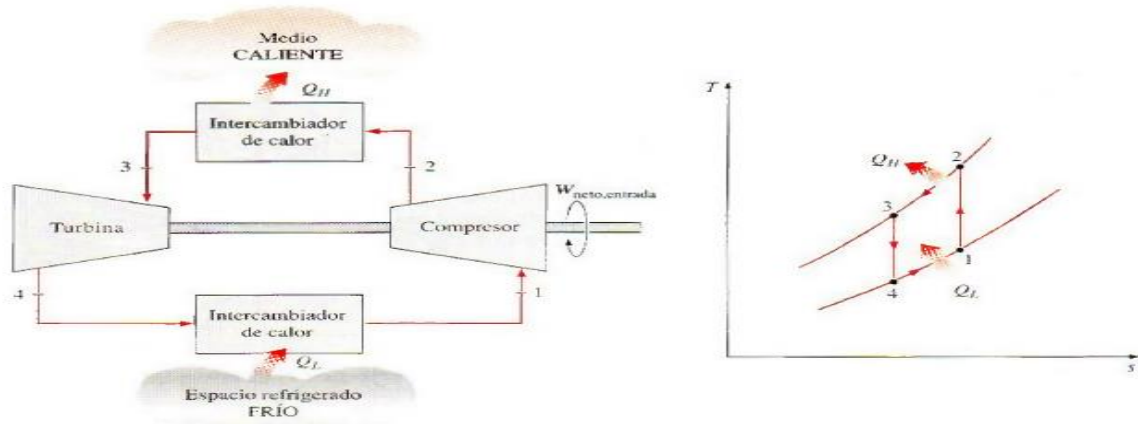 Medio
CALIENTE
Q_H
Intercambiador
de calor
3
2
Turbina
Compresor
W_neto,entrada
4
1
Intercambiador
de calor
Q_L
Espacio refrigerado
FRÍO
T
Q_H
2
3
1
4
Q_L
s